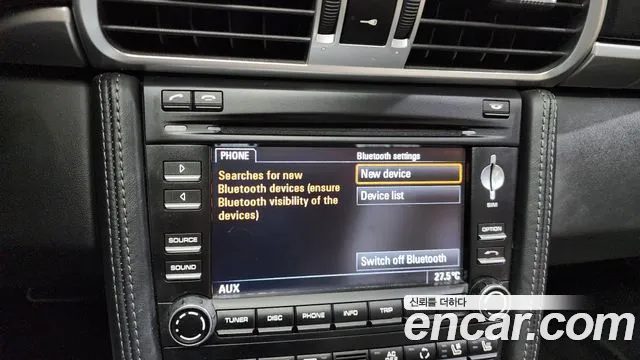 PHONE
Bluetooth settings
Searches for new
Bluetooth devices (ensure
Bluetooth visibility of the
devices)
New device
Device list
Switch off Bluetooth
AUX
27.5°C
SIM
OPTION
SOURCE
SOUND
TUNER DISC PHONE INFO TRIP
신뢰를 더하다
encar.com